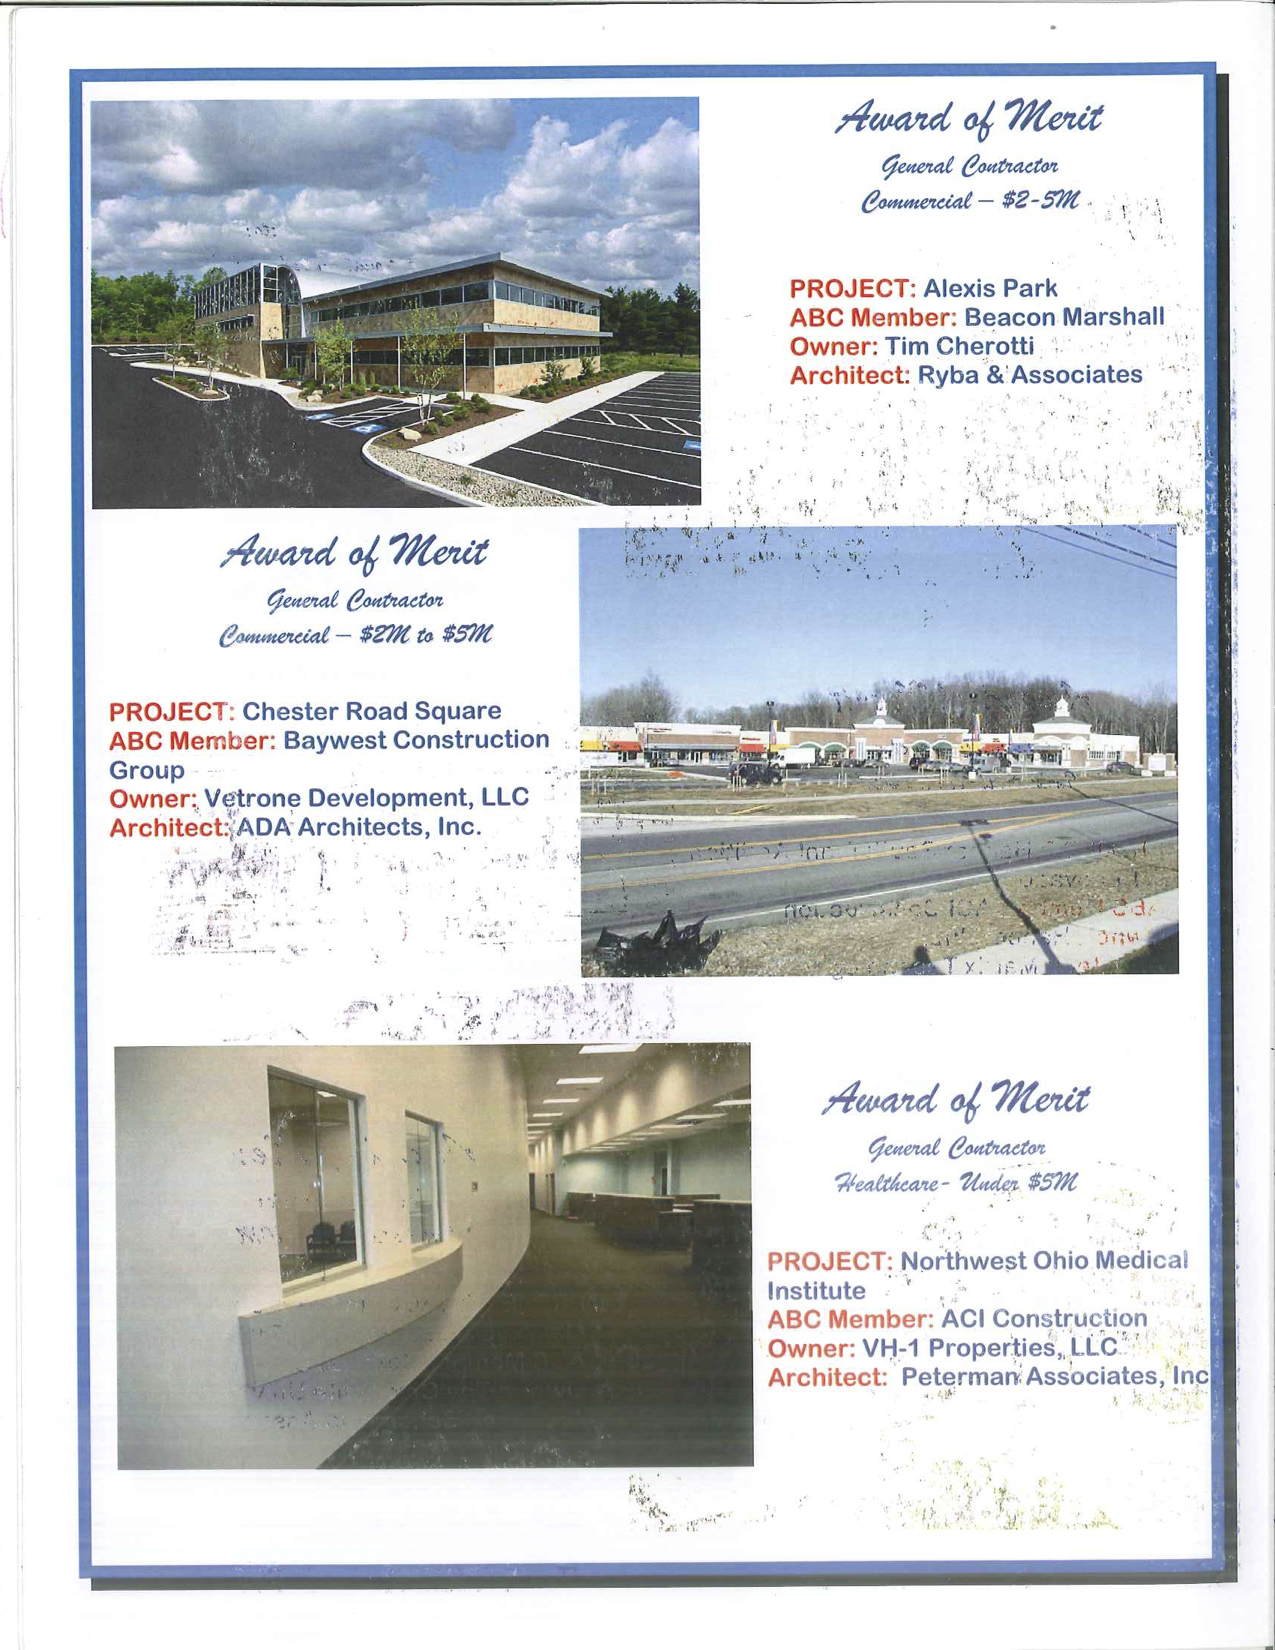 Award of Merit
General Contractor
Commercial – $2-5M
PROJECT: Alexis Park
ABC Member: Beacon Marshall
Owner: Tim Cherotti
Architect: Ryba & Associates
Award of Merit
General Contractor
Commercial – $2M to $5M
PROJECT: Chester Road Square
ABC Member: Baywest Construction
Group
Owner: Vetrone Development, LLC
Architect: ADA Architects, Inc.
Award of Merit
General Contractor
Healthcare- Under $5M
PROJECT: Northwest Ohio Medical
Institute
ABC Member: ACI Construction
Owner: VH-1 Properties, LLC
Architect: Peterman Associates, Inc